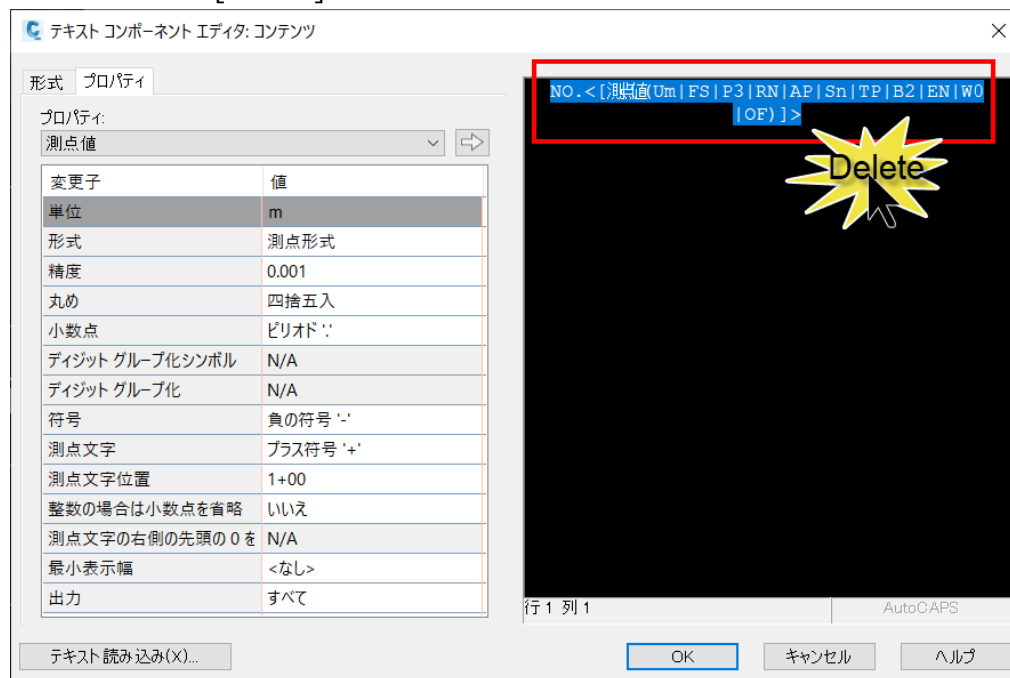 テキスト コンポーネント エディタ: コンテンツ
形式 プロパティ
プロパティ:
測点値
変更子 値
単位 m
形式 測点形式
精度 0.001
丸め 四捨五入
小数点 ピリオド '.'
ディジット グループ化シンボル N/A
ディジット グループ化 N/A
符号 負の符号 '-'
測点文字 プラス符号 '+'
測点文字位置 1+00
整数の場合は小数点を省略 いいえ
測点文字の右側の先頭の 0 を N/A
最小表示幅 <なし>
出力 すべて
NO.<[測点値(Um|FS|P3|RN|AP|Sn|TP|B2|EN|W0
|OF)]>
Delete
行 1 列 1 AutoCAPS
テキスト読み込み(X)... OK キャンセル ヘルプ